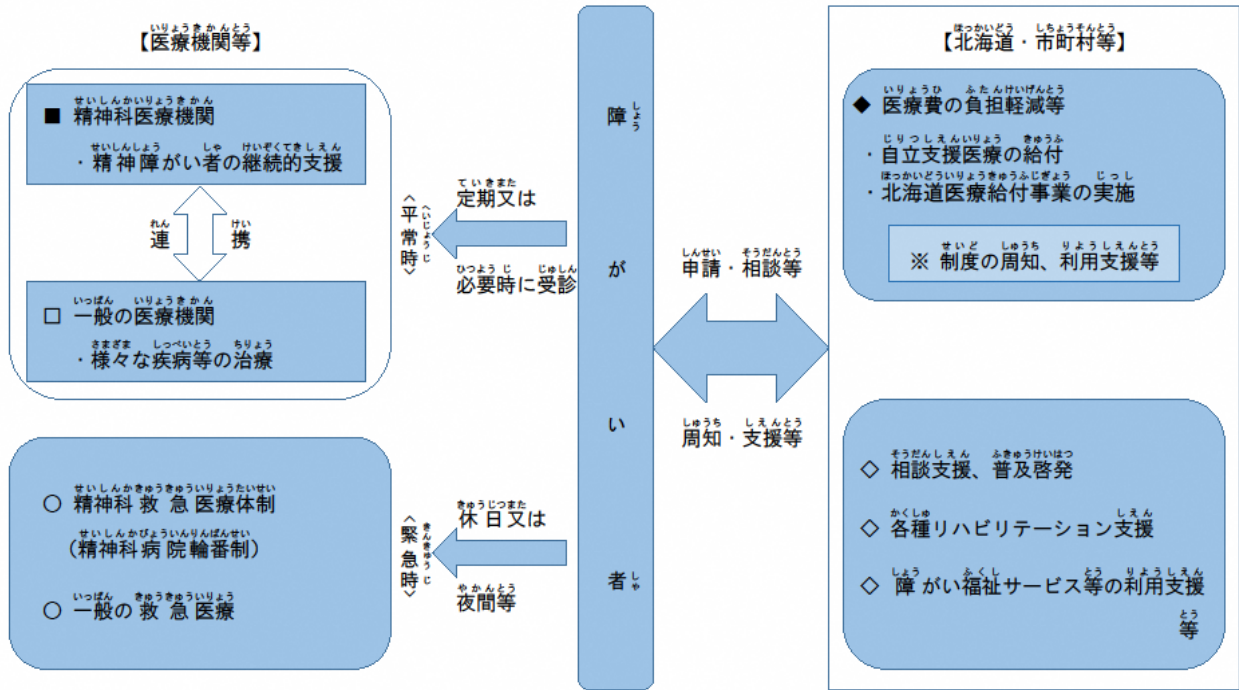 【医療機関等】
■ 精神科医療機関
・精神障がい者の継続的支援
連 携
□ 一般の医療機関
・様々な疾病等の治療
〈平常時〉
定期又は
必要時に受診
○ 精神科救急医療体制
(精神科病院輪番制)
○ 一般の救急医療
〈緊急時〉
休日又は
夜間等
障がい者
申請・相談等
周知・支援等
【北海道・市町村等】
◆ 医療費の負担軽減等
・自立支援医療の給付
・北海道医療給付事業の実施
※ 制度の周知、利用支援等
◇ 相談支援、普及啓発
◇ 各種リハビリテーション支援
◇ 障がい福祉サービス等の利用支援
等